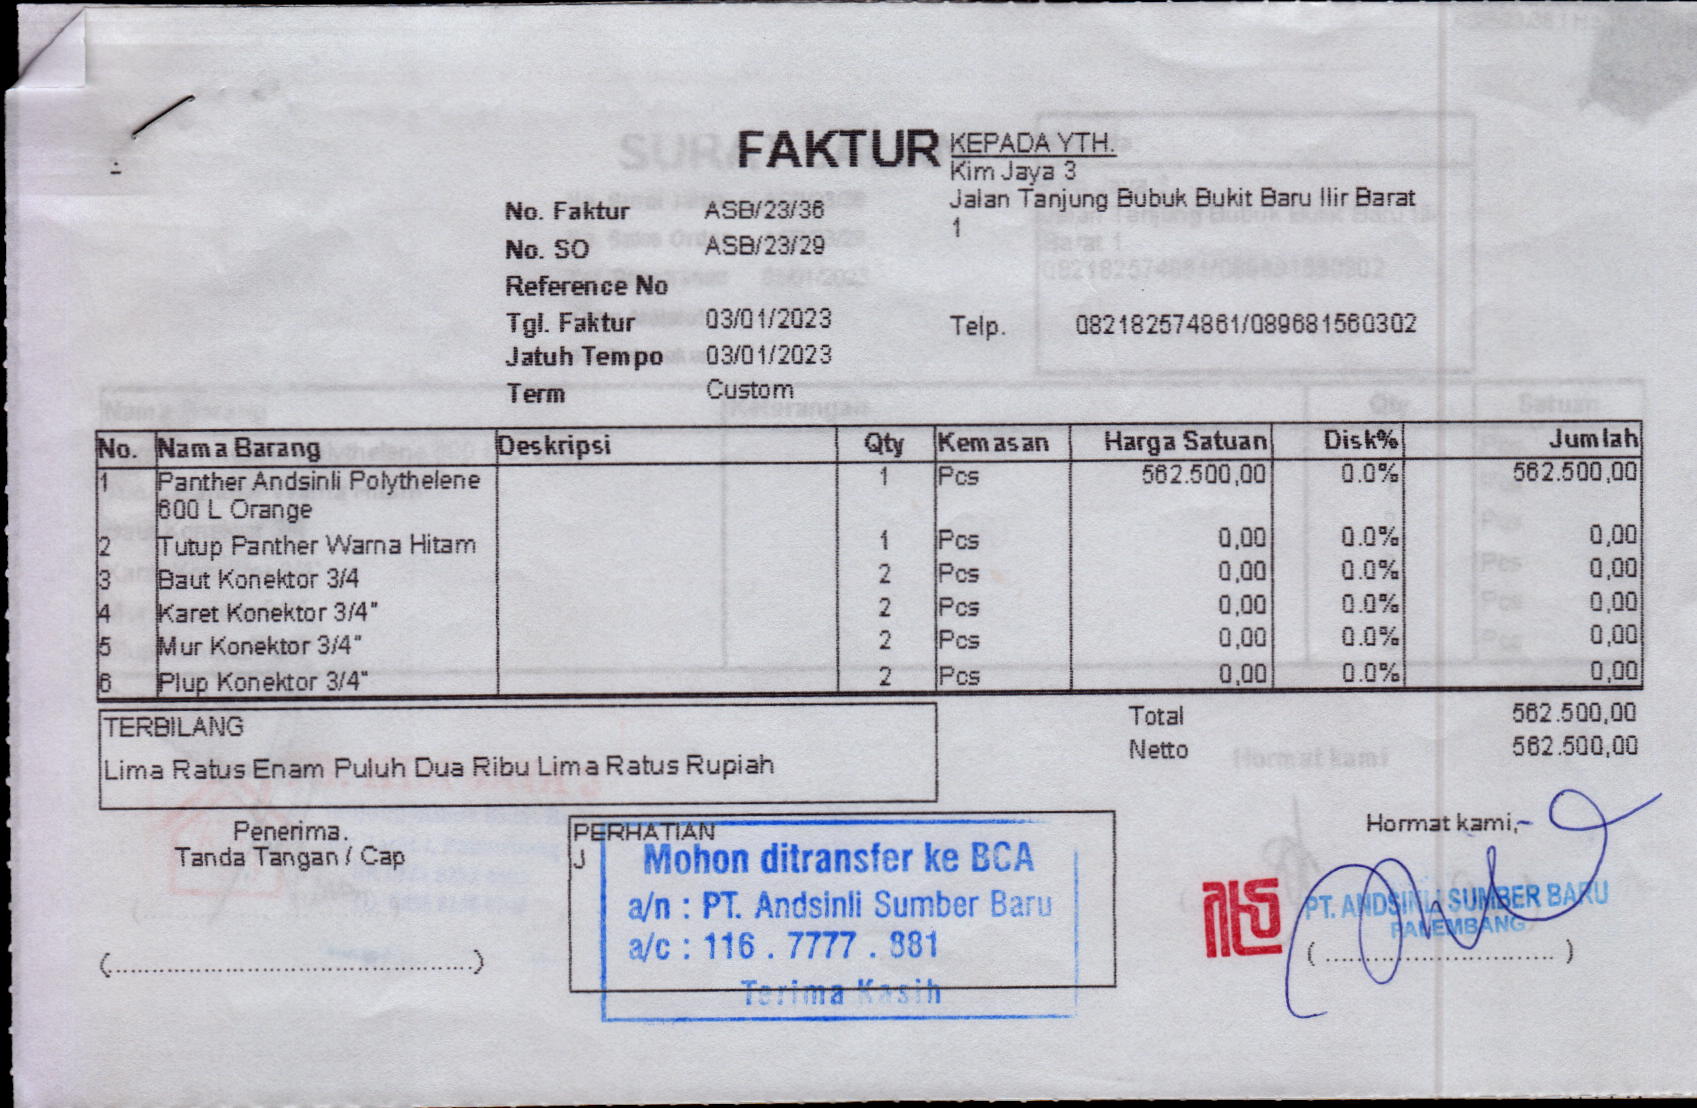 FAKTUR
KEPADA YTH.
Kim Jaya 3
Jalan Tanjung Bubuk Bukit Baru Ilir Barat
1
No. Faktur ASB/23/36
No. SO ASB/23/29
Reference No
Tgl. Faktur 03/01/2023
Telp. 082182574861/089681560302
Jatuh Tempo 03/01/2023
Term Custom
No. Nama Barang Deskripsi Qty Kemasan Harga Satuan Disk% Jumlah
1 Panther Andsinli Polythelene 1 Pcs 562.500,00 0.0% 562.500,00
600 L Orange
2 Tutup Panther Warna Hitam 1 Pcs 0,00 0.0% 0,00
3 Baut Konektor 3/4 2 Pcs 0,00 0.0% 0,00
4 Karet Konektor 3/4" 2 Pcs 0,00 0.0% 0,00
5 Mur Konektor 3/4" 2 Pcs 0,00 0.0% 0,00
6 Plup Konektor 3/4" 2 Pcs 0,00 0.0% 0,00
TERBILANG
Lima Ratus Enam Puluh Dua Ribu Lima Ratus Rupiah
Total 562.500,00
Netto 562.500,00
Penerima.
Tanda Tangan / Cap
(................................................)
PERHATIAN
J
Mohon ditransfer ke BCA
a/n : PT. Andsinli Sumber Baru
a/c : 116 . 7777 . 881
Terima Kasih
Hormat kami,
PT. ANDSINLI SUMBER BARU
PALEMBANG
( .............................. )